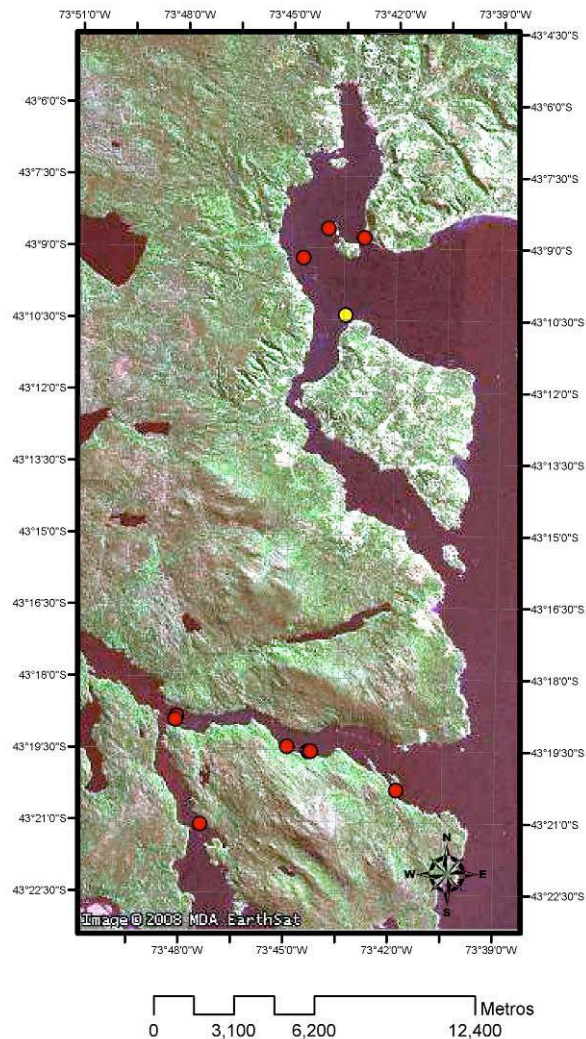 73°51'0"W 73°48'0"W 73°45'0"W 73°42'0"W 73°39'0"W
43°4'30"S
43°6'0"S 43°6'0"S
43°7'30"S 43°7'30"S
43°9'0"S 43°9'0"S
43°10'30"S 43°10'30"S
43°12'0"S 43°12'0"S
43°13'30"S 43°13'30"S
43°15'0"S 43°15'0"S
43°16'30"S 43°16'30"S
43°18'0"S 43°18'0"S
43°19'30"S 43°19'30"S
43°21'0"S 43°21'0"S
N
W E
S
43°22'30"S 43°22'30"S
Image © 2008 MDA EarthSat
73°48'0"W 73°45'0"W 73°42'0"W 73°39'0"W
Metros
0 3,100 6,200 12,400